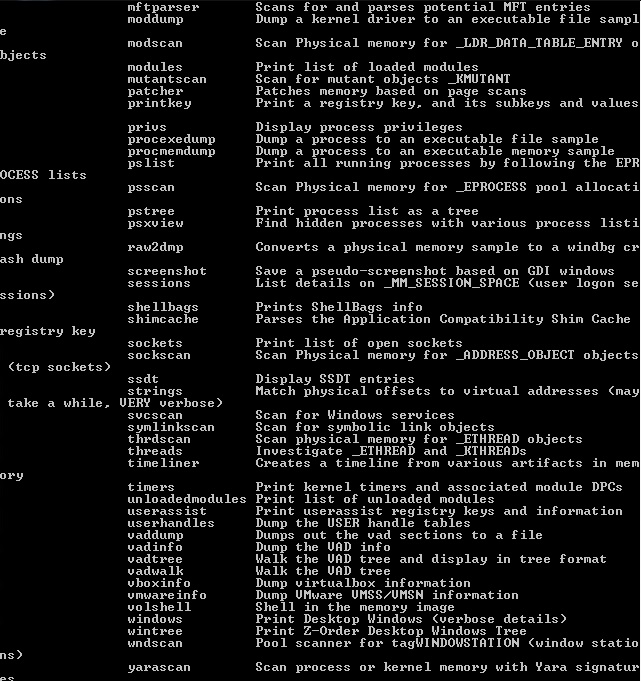 mftparser Scans for and parses potential MFT entries
moddump Dump a kernel driver to an executable file sampl
e
modscan Scan Physical memory for _LDR_DATA_TABLE_ENTRY o
bjects
modules Print list of loaded modules
mutantscan Scan for mutant objects _KMUTANT
patcher Patches memory based on page scans
printkey Print a registry key, and its subkeys and values
privs Display process privileges
procexedump Dump a process to an executable file sample
procmemdump Dump a process to an executable memory sample
pslist Print all running processes by following the EPR
OCESS lists
psscan Scan Physical memory for _EPROCESS pool allocati
ons
pstree Print process list as a tree
psxview Find hidden processes with various process listi
ngs
raw2dmp Converts a physical memory sample to a windbg cr
ash dump
screenshot Save a pseudo-screenshot based on GDI windows
sessions List details on _MM_SESSION_SPACE (user logon se
ssions)
shellbags Prints ShellBags info
shimcache Parses the Application Compatibility Shim Cache
registry key
sockets Print list of open sockets
sockscan Scan Physical memory for _ADDRESS_OBJECT objects
(tcp sockets)
ssdt Display SSDT entries
strings Match physical offsets to virtual addresses (may
take a while, VERY verbose)
svcscan Scan for Windows services
symlinkscan Scan for symbolic link objects
thrdscan Scan physical memory for _ETHREAD objects
threads Investigate _ETHREAD and _KTHREADs
timeliner Creates a timeline from various artifacts in mem
ory
timers Print kernel timers and associated module DPCs
unloadedmodules Print list of unloaded modules
userassist Print userassist registry keys and information
userhandles Dump the USER handle tables
vaddump Dumps out the vad sections to a file
vadinfo Dump the VAD info
vadtree Walk the VAD tree and display in tree format
vadwalk Walk the VAD tree
vboxinfo Dump virtualbox information
vmwareinfo Dump VMware VMSS/VMSN information
volshell Shell in the memory image
windows Print Desktop Windows (verbose details)
wintree Print Z-Order Desktop Windows Tree
wndscan Pool scanner for tagWINDOWSTATION (window statio
ns)
yarascan Scan process or kernel memory with Yara signatur
es